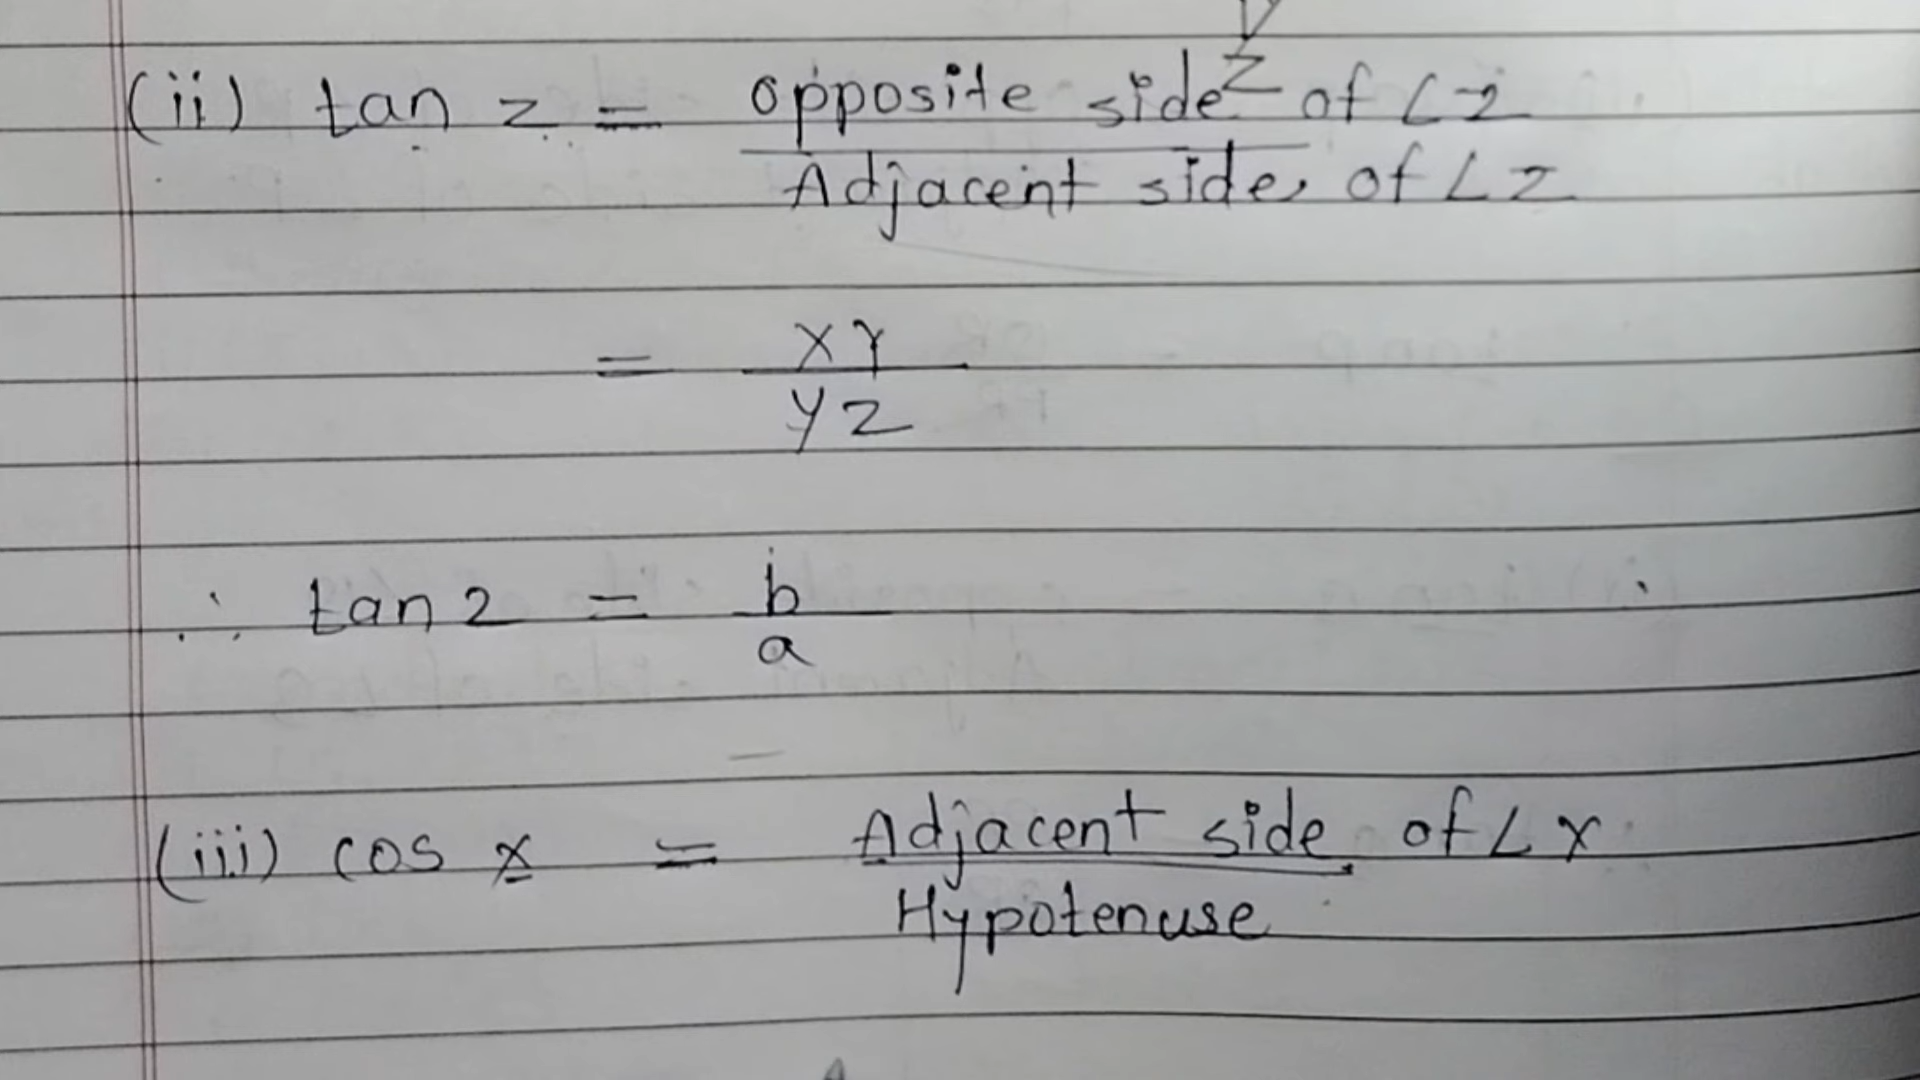 (ii) tan z = opposite side of ∠z
Adjacent side of ∠z
= XY
YZ
∴ tan z = b
a
(iii) cos x = Adjacent side of ∠x
Hypotenuse